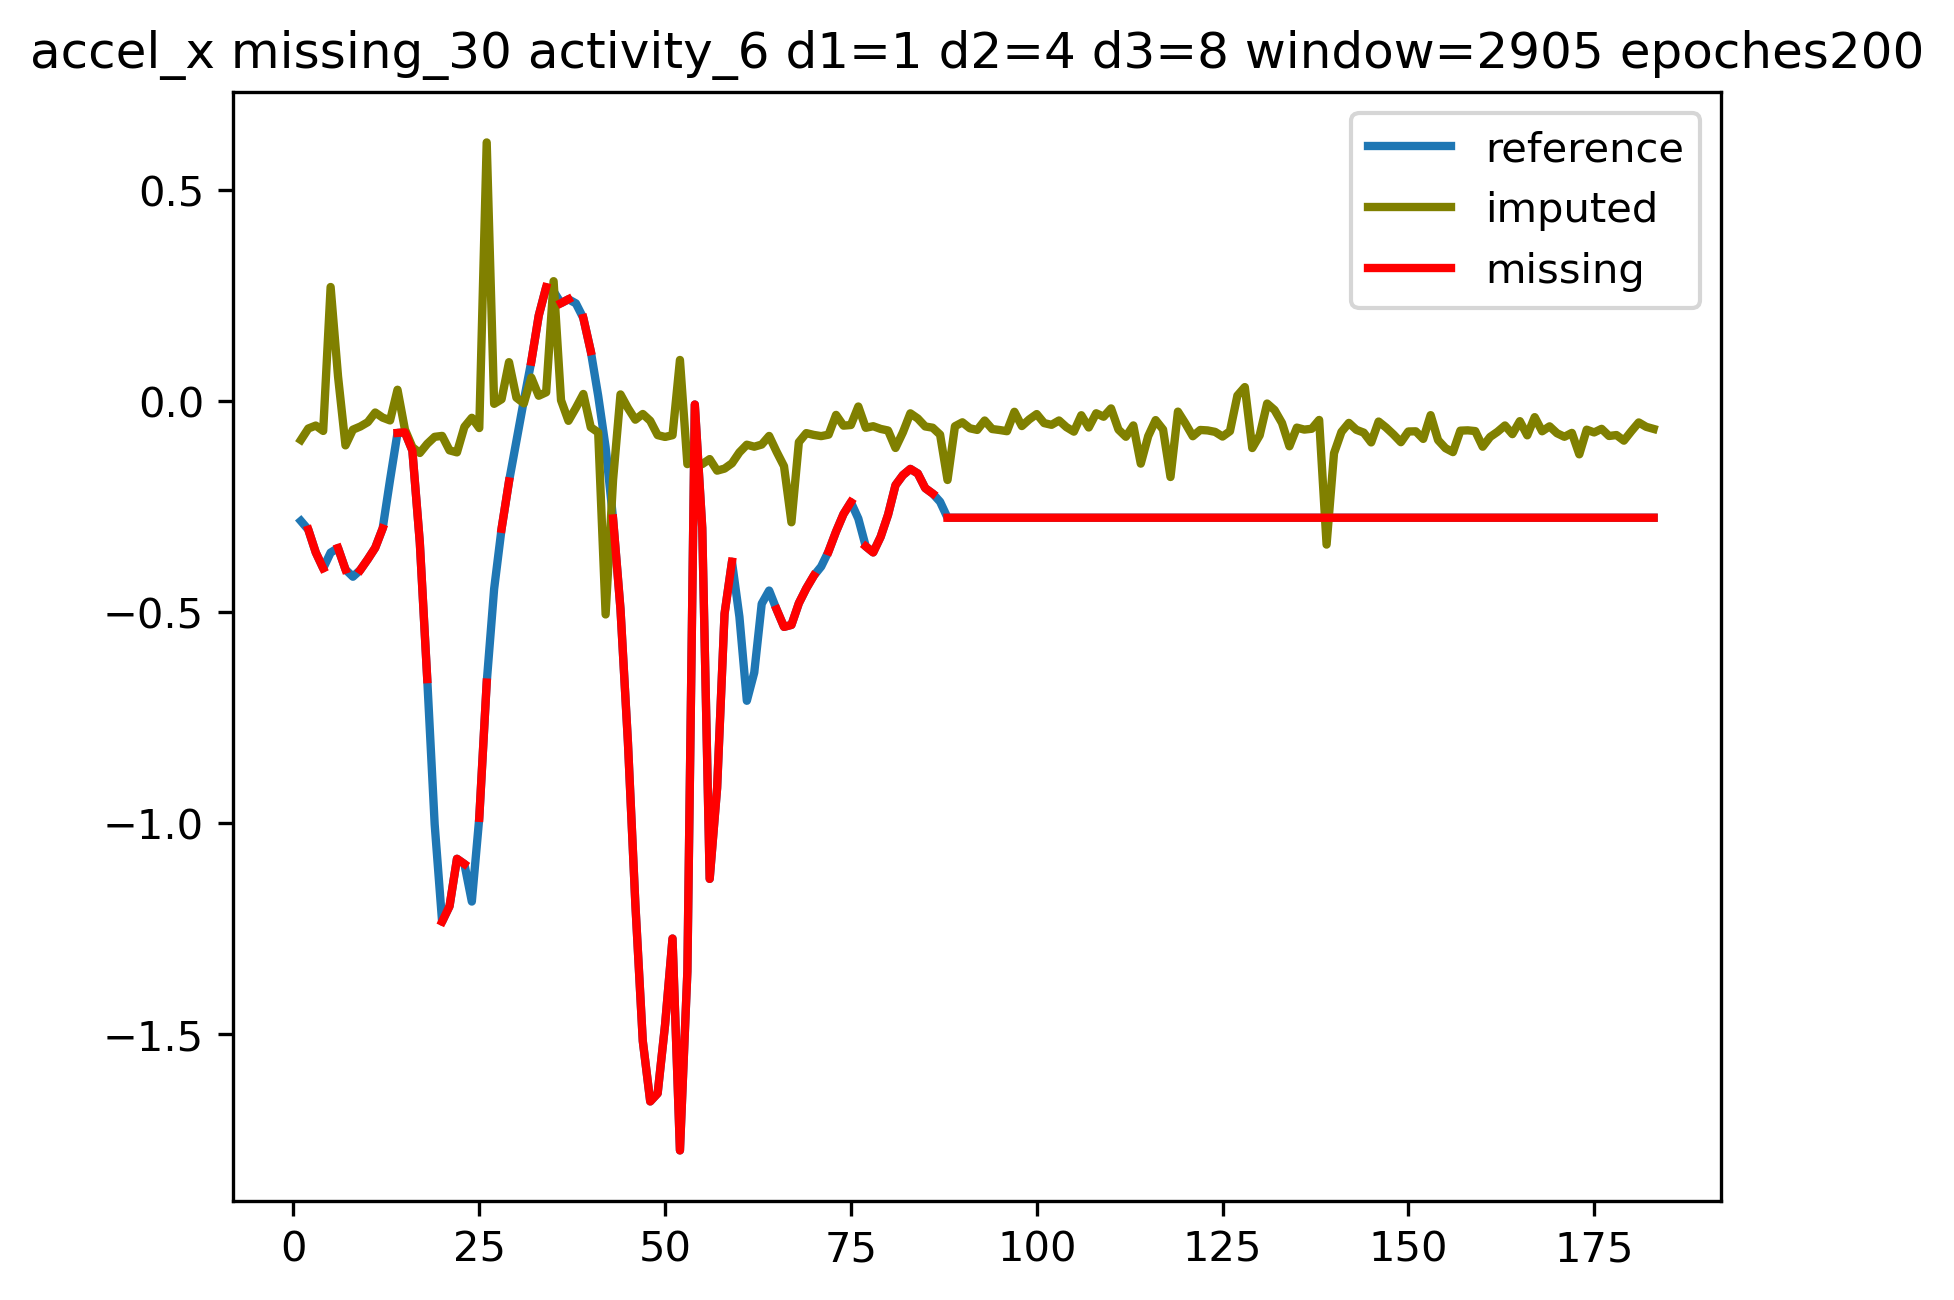 accel_x missing_30 activity_6 d1=1 d2=4 d3=8 window=2905 epoches200
reference
imputed
missing
0.5
0.0
−0.5
−1.0
−1.5
0 25 50 75 100 125 150 175